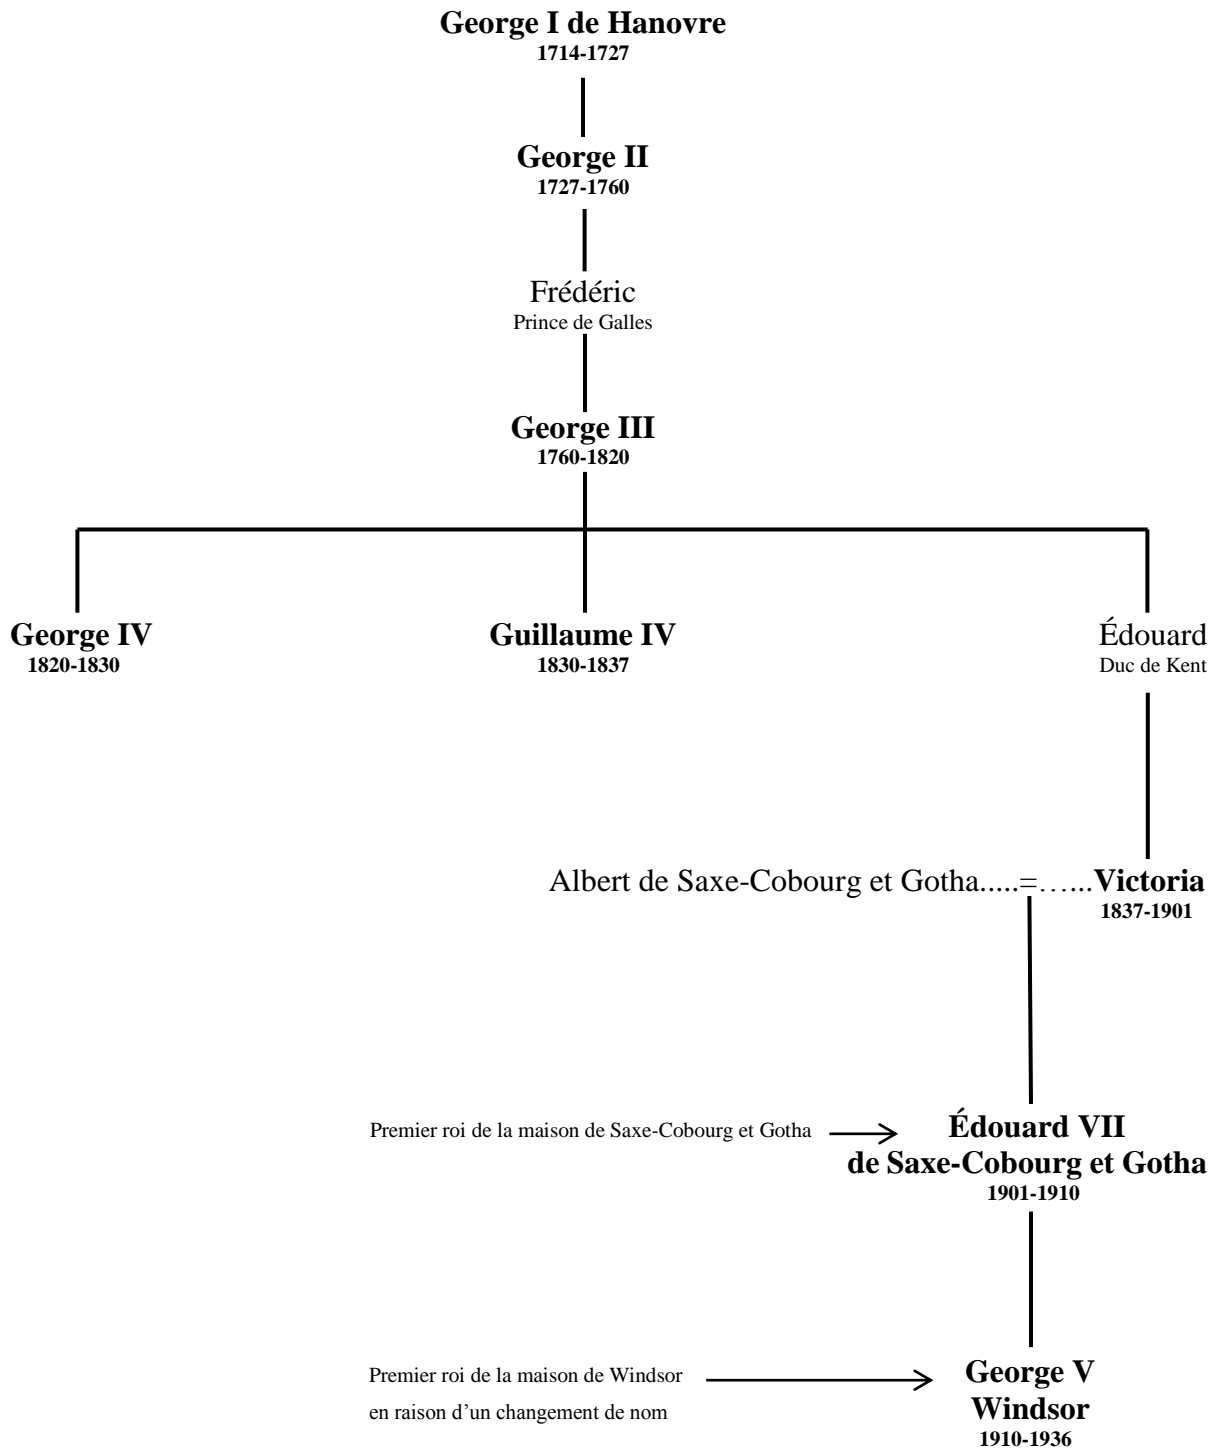 George I de Hanovre
1714-1727
George II
1727-1760
Frédéric
Prince de Galles
George III
1760-1820
George IV
1820-1830
Guillaume IV
1830-1837
Édouard
Duc de Kent
Albert de Saxe-Cobourg et Gotha.....=…...Victoria
1837-1901
Premier roi de la maison de Saxe-Cobourg et Gotha
Édouard VII
de Saxe-Cobourg et Gotha
1901-1910
Premier roi de la maison de Windsor
en raison d’un changement de nom
George V
Windsor
1910-1936